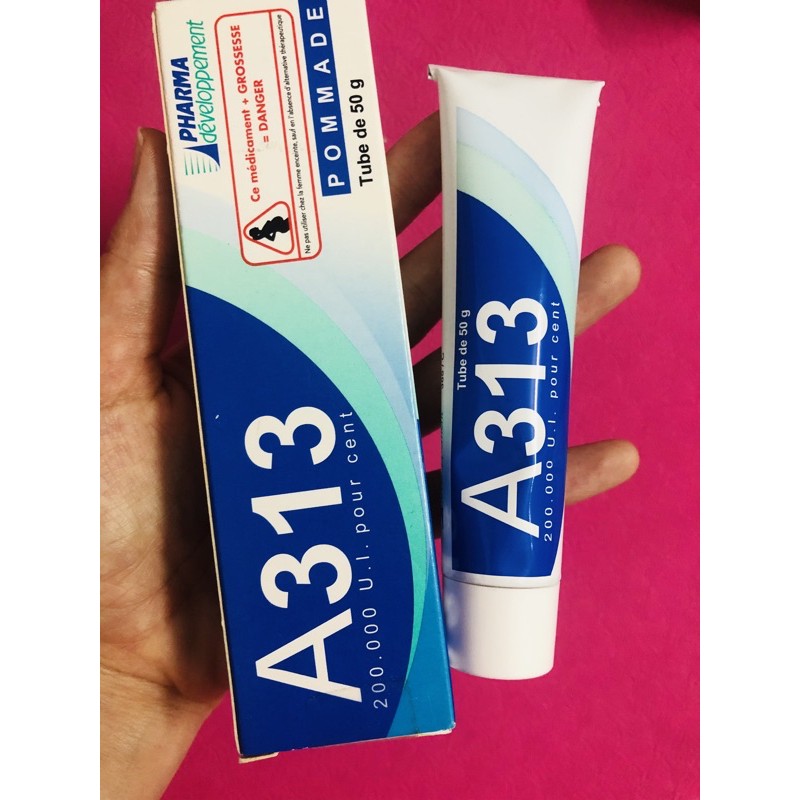 PHARMA
développement
Ce médicament + GROSSESSE
= DANGER
Ne pas utiliser chez la femme enceinte, sauf en l'absence d'alternative thérapeutique
POMMADE
Tube de 50 g
A313
200.000 U.I. pour cent
Tube de 50 g
A313
200.000 U.I. pour cent